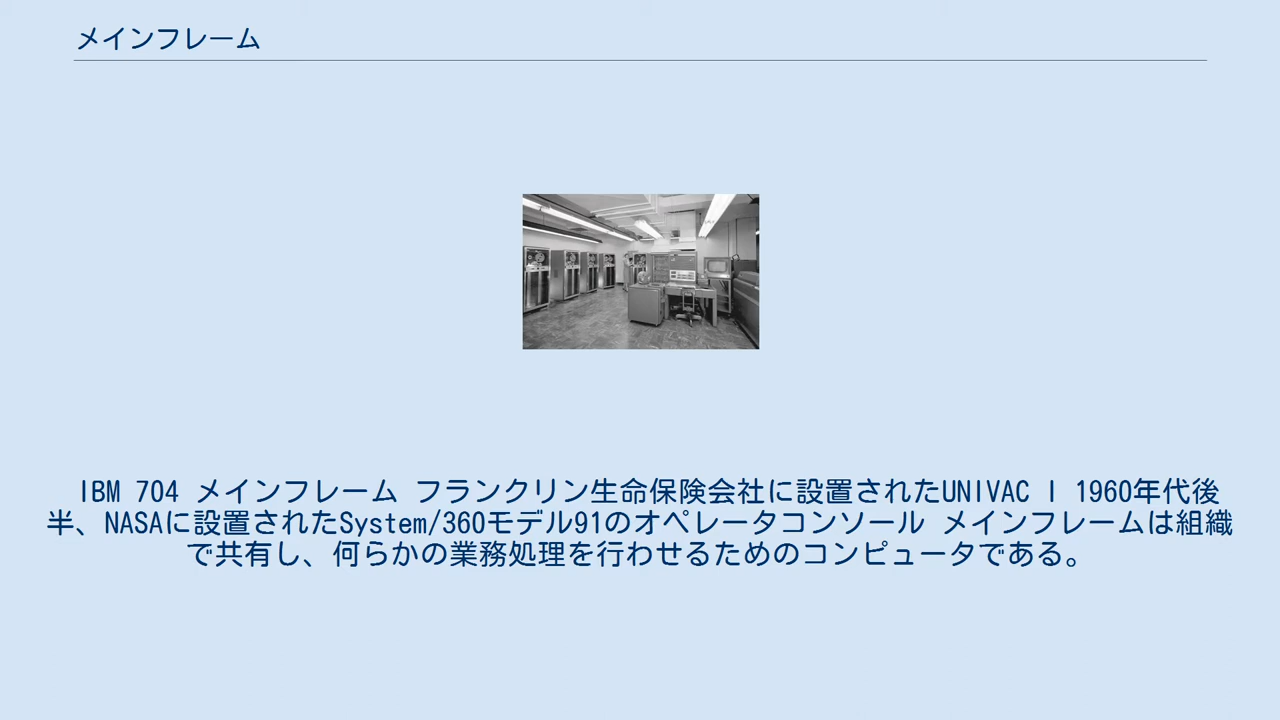 メインフレーム
IBM 704 メインフレーム フランクリン生命保険会社に設置されたUNIVAC I 1960年代後
半、NASAに設置されたSystem/360モデル91のオペレータコンソール メインフレームは組織
で共有し、何らかの業務処理を行わせるためのコンピュータである。